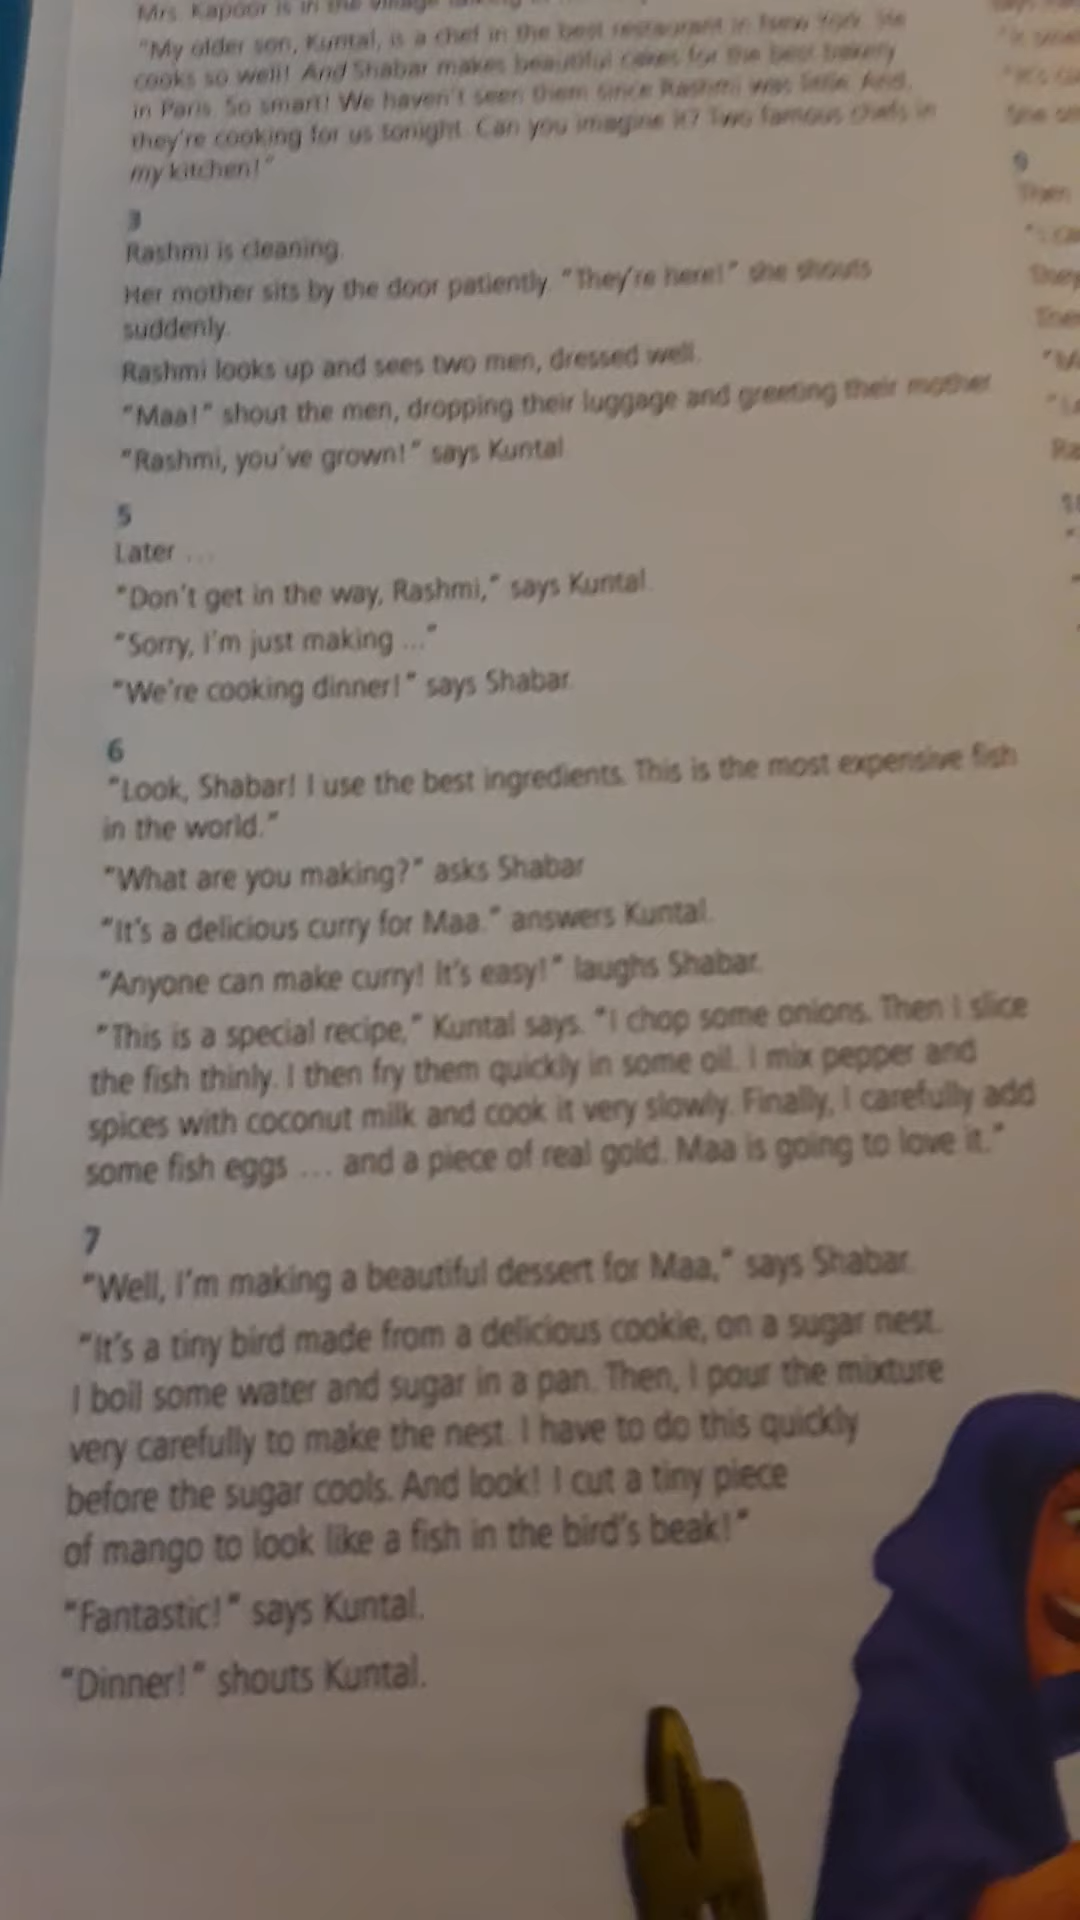 Mrs. Kapoor is in the village
"My older son, Kuntal, is a chef in the best restaurant in New York. He
cooks so well! And Shabar makes beautiful cakes for the best bakery
in Paris. So smart! We haven't seen them since Rashmi was little. And,
they're cooking for us tonight. Can you imagine it? Two famous chefs in
my kitchen!"
3
Rashmi is cleaning.
Her mother sits by the door patiently. "They're here!" she shouts
suddenly.
Rashmi looks up and sees two men, dressed well.
"Maa!" shout the men, dropping their luggage and greeting their mother.
"Rashmi, you've grown!" says Kuntal.
5
Later ...
"Don't get in the way, Rashmi," says Kuntal.
"Sorry, I'm just making ..."
"We're cooking dinner!" says Shabar.
6
"Look, Shabar! I use the best ingredients. This is the most expensive fish
in the world."
"What are you making?" asks Shabar
"It's a delicious curry for Maa." answers Kuntal.
"Anyone can make curry! It's easy!" laughs Shabar.
"This is a special recipe," Kuntal says. "I chop some onions. Then I slice
the fish thinly. I then fry them quickly in some oil. I mix pepper and
spices with coconut milk and cook it very slowly. Finally, I carefully add
some fish eggs ... and a piece of real gold. Maa is going to love it."
7
"Well, I'm making a beautiful dessert for Maa," says Shabar.
"It's a tiny bird made from a delicious cookie, on a sugar nest.
I boil some water and sugar in a pan. Then, I pour the mixture
very carefully to make the nest. I have to do this quickly
before the sugar cools. And look! I cut a tiny piece
of mango to look like a fish in the bird's beak!"
"Fantastic!" says Kuntal.
"Dinner!" shouts Kuntal.
9
Then